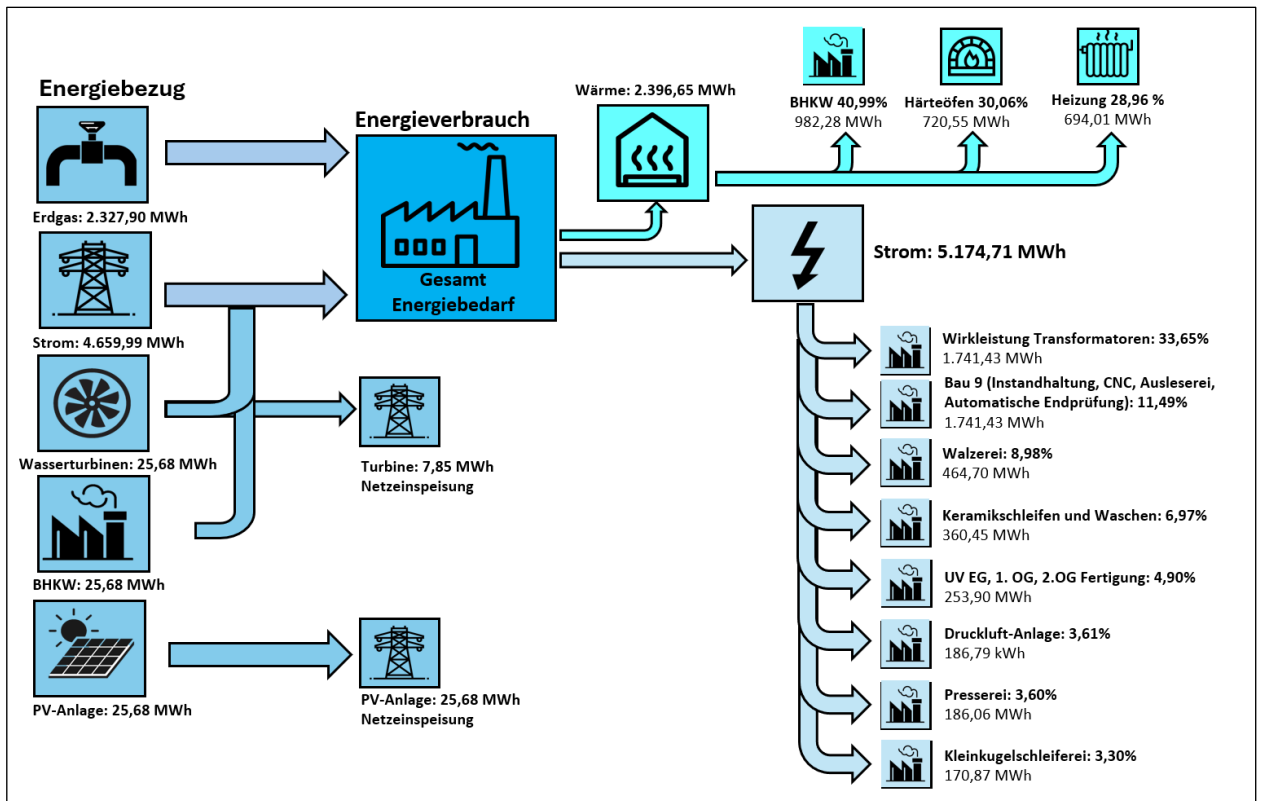 Energiebezug
Erdgas: 2.327,90 MWh
Strom: 4.659,99 MWh
Wasserturbinen: 25,68 MWh
BHKW: 25,68 MWh
PV-Anlage: 25,68 MWh
Energieverbrauch
Gesamt
Energiebedarf
Turbine: 7,85 MWh
Netzeinspeisung
PV-Anlage: 25,68 MWh
Netzeinspeisung
Wärme: 2.396,65 MWh
BHKW 40,99%
982,28 MWh
Härteöfen 30,06%
720,55 MWh
Heizung 28,96 %
694,01 MWh
Strom: 5.174,71 MWh
Wirkleistung Transformatoren: 33,65%
1.741,43 MWh
Bau 9 (Instandhaltung, CNC, Ausleserei,
Automatische Endprüfung): 11,49%
1.741,43 MWh
Walzerei: 8,98%
464,70 MWh
Keramikschleifen und Waschen: 6,97%
360,45 MWh
UV EG, 1. OG, 2.OG Fertigung: 4,90%
253,90 MWh
Druckluft-Anlage: 3,61%
186,79 kWh
Presserei: 3,60%
186,06 MWh
Kleinkugelschleiferei: 3,30%
170,87 MWh